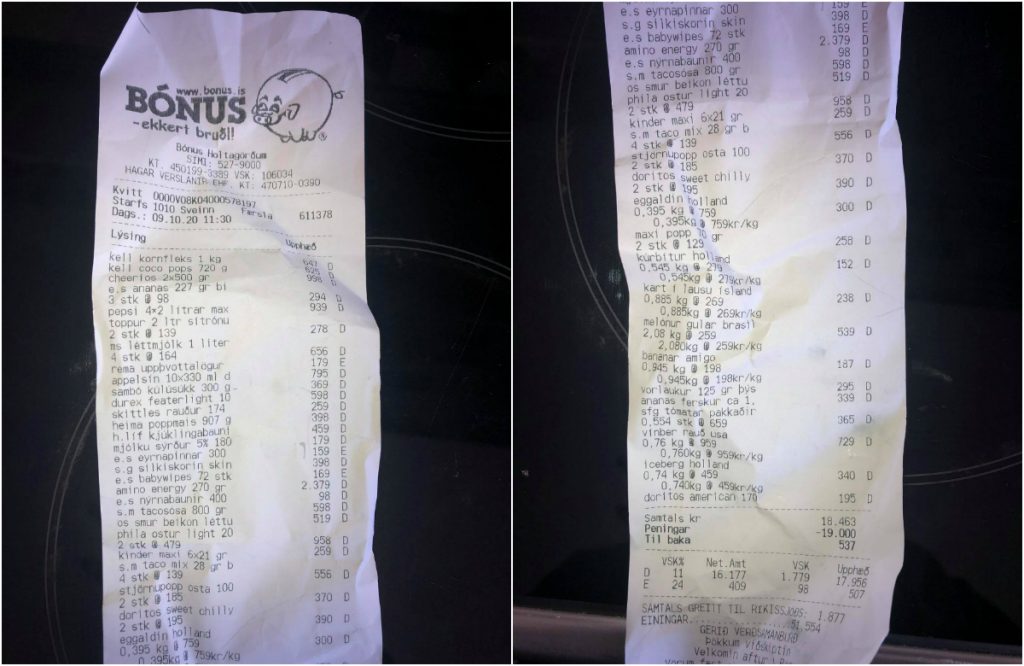 www.bonus.is
BÓNUS
-ekkert bruðl!
Bónus Holtagörðum
SIMI: 527-9000
KT. 450199-3389 VSK: 106034
HAGAR VERSLANIR EHF. KT: 470710-0390
Kvitt 0000V08K04000578197
Starfs 1010 Sveinn Færsla 611378
Dags.: 09.10.20 11:30
Lýsing Upphæð
kell kornfleks 1 kg 647 D
kell coco pops 720 g 625 D
cheerios 2x500 gr 998 D
e.s ananas 227 gr bi
3 stk @ 98 294 D
pepsi 4*2 lítrar max 939 D
toppur 2 ltr sítrónu
2 stk @ 139 278 D
ms léttmjólk 1 liter
4 stk @ 164 656 D
rema uppþvottalögur 179 E
appelsín 10x330 ml d 795 D
sambó kúlúsúkk 300 g 369 D
durex featerlight 10 598 D
skittles rauður 174 259 D
heima poppmais 907 g 398 D
h.líf kjúklingabauni 459 D
mjólku sýrður 5% 180 179 D
e.s eyrnapinnar 300 159 E
s.g silkiskorin skin 398 D
e.s babywipes 72 stk 169 E
amino energy 270 gr 2.379 D
e.s nýrnabaunir 400 98 D
s.m tacosósa 800 gr 598 D
os smur beikon léttu 519 D
phila ostur light 20
2 stk @ 479 958 D
kinder maxi 6x21 gr 259 D
s.m taco mix 28 gr b
4 stk @ 139 556 D
stjörnupopp osta 100
2 stk @ 185 370 D
doritos sweet chilly
2 stk @ 195 390 D
eggaldin holland
0,395 kg @ 759 300 D
0,395kg @ 759kr/kg
e.s eyrnapinnar 300 159 E
s.g silkiskorin skin 398 D
e.s babywipes 72 stk 169 E
amino energy 270 gr 2.379 D
e.s nýrnabaunir 400 98 D
s.m tacosósa 800 gr 598 D
os smur beikon léttu 519 D
phila ostur light 20
2 stk @ 479 958 D
kinder maxi 6x21 gr 259 D
s.m taco mix 28 gr b
4 stk @ 139 556 D
stjörnupopp osta 100
2 stk @ 185 370 D
doritos sweet chilly
2 stk @ 195 390 D
eggaldin holland
0,395 kg @ 759 300 D
0,395kg @ 759kr/kg
maxi popp gr
2 stk @ 129 258 D
kúrbítur holland
0,545 kg @ 279 152 D
0,545kg @ 279kr/kg
kart í lausu ísland
0,885 kg @ 269 238 D
0,885kg @ 269kr/kg
melónur gular brasil
2,08 kg @ 259 539 D
2,080kg @ 259kr/kg
bananar amigo
0,945 kg @ 198 187 D
0,945kg @ 198kr/kg
vorlaukur 125 gr þýs 295 D
ananas ferskur ca 1, 339 D
sfg tómatar pakkaðir
0,554 stk @ 659 365 D
vínber rauð usa
0,76 kg @ 959 729 D
0,760kg @ 959kr/kg
iceberg holland
0,74 kg @ 459 340 D
0,740kg @ 459kr/kg
doritos american 170 195 D
Samtals kr 18.463
Peningar -19.000
Til baka 537
VSK% Net.Amt VSK Upphæð
D 11 16.177 1.779 17.956
E 24 409 98 507
SAMTALS GREITT TIL RÍKISSJÓÐS: 1.877
EININGAR 51,554
GERIÐ VERÐSAMANBURÐ
Þökkum viðskiptin
Velkomin aftur í